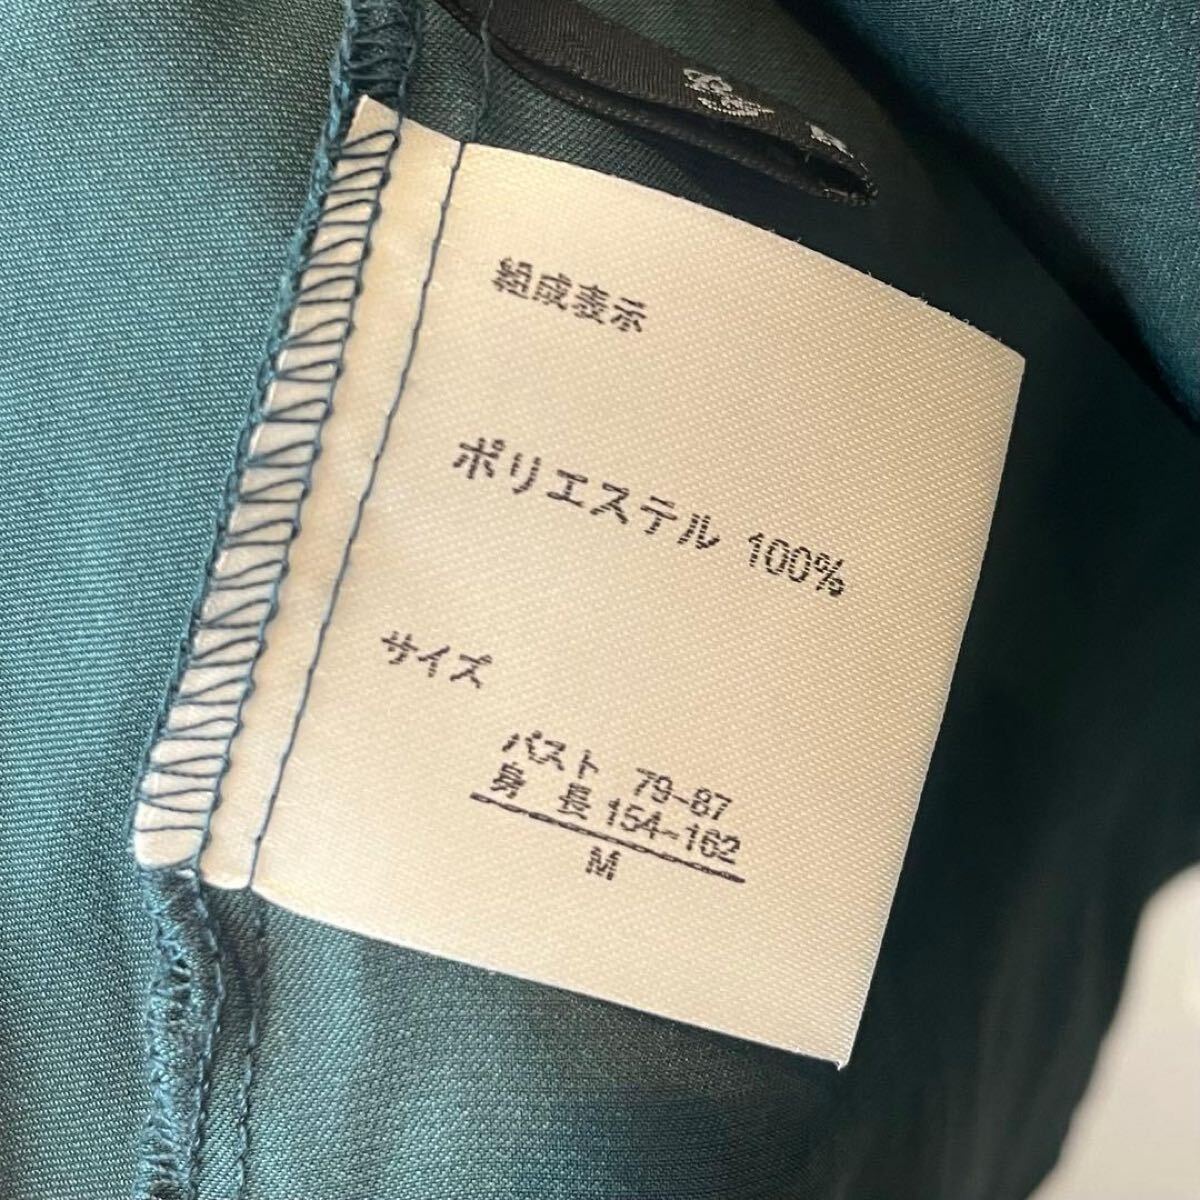 組成表示
ポリエステル 100%
サイズ
バスト 79-87
身長 154-162
M